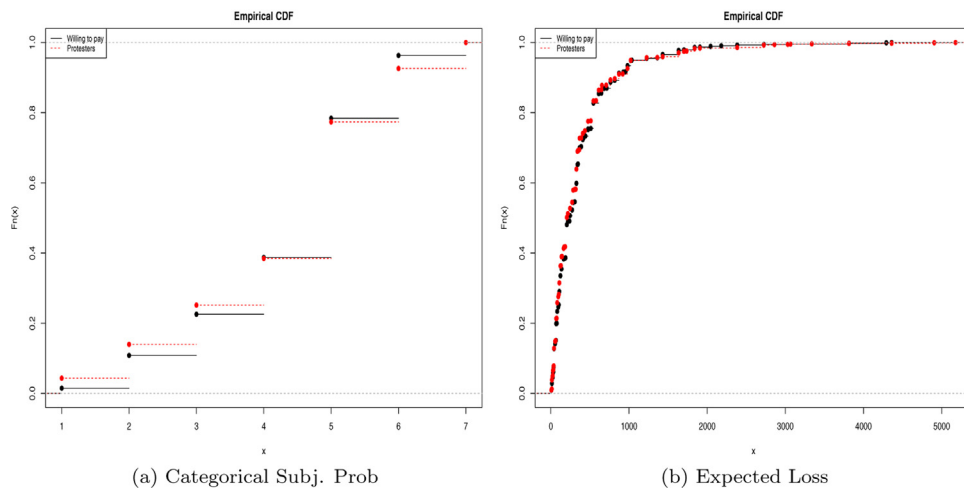 Empirical CDF
Willing to pay
Protesters
Fn(x)
1.0
0.8
0.6
0.4
0.2
0.0
1 2 3 4 5 6 7
x
(a) Categorical Subj. Prob
Empirical CDF
Willing to pay
Protesters
Fn(x)
1.0
0.8
0.6
0.4
0.2
0.0
0 1000 2000 3000 4000 5000
x
(b) Expected Loss